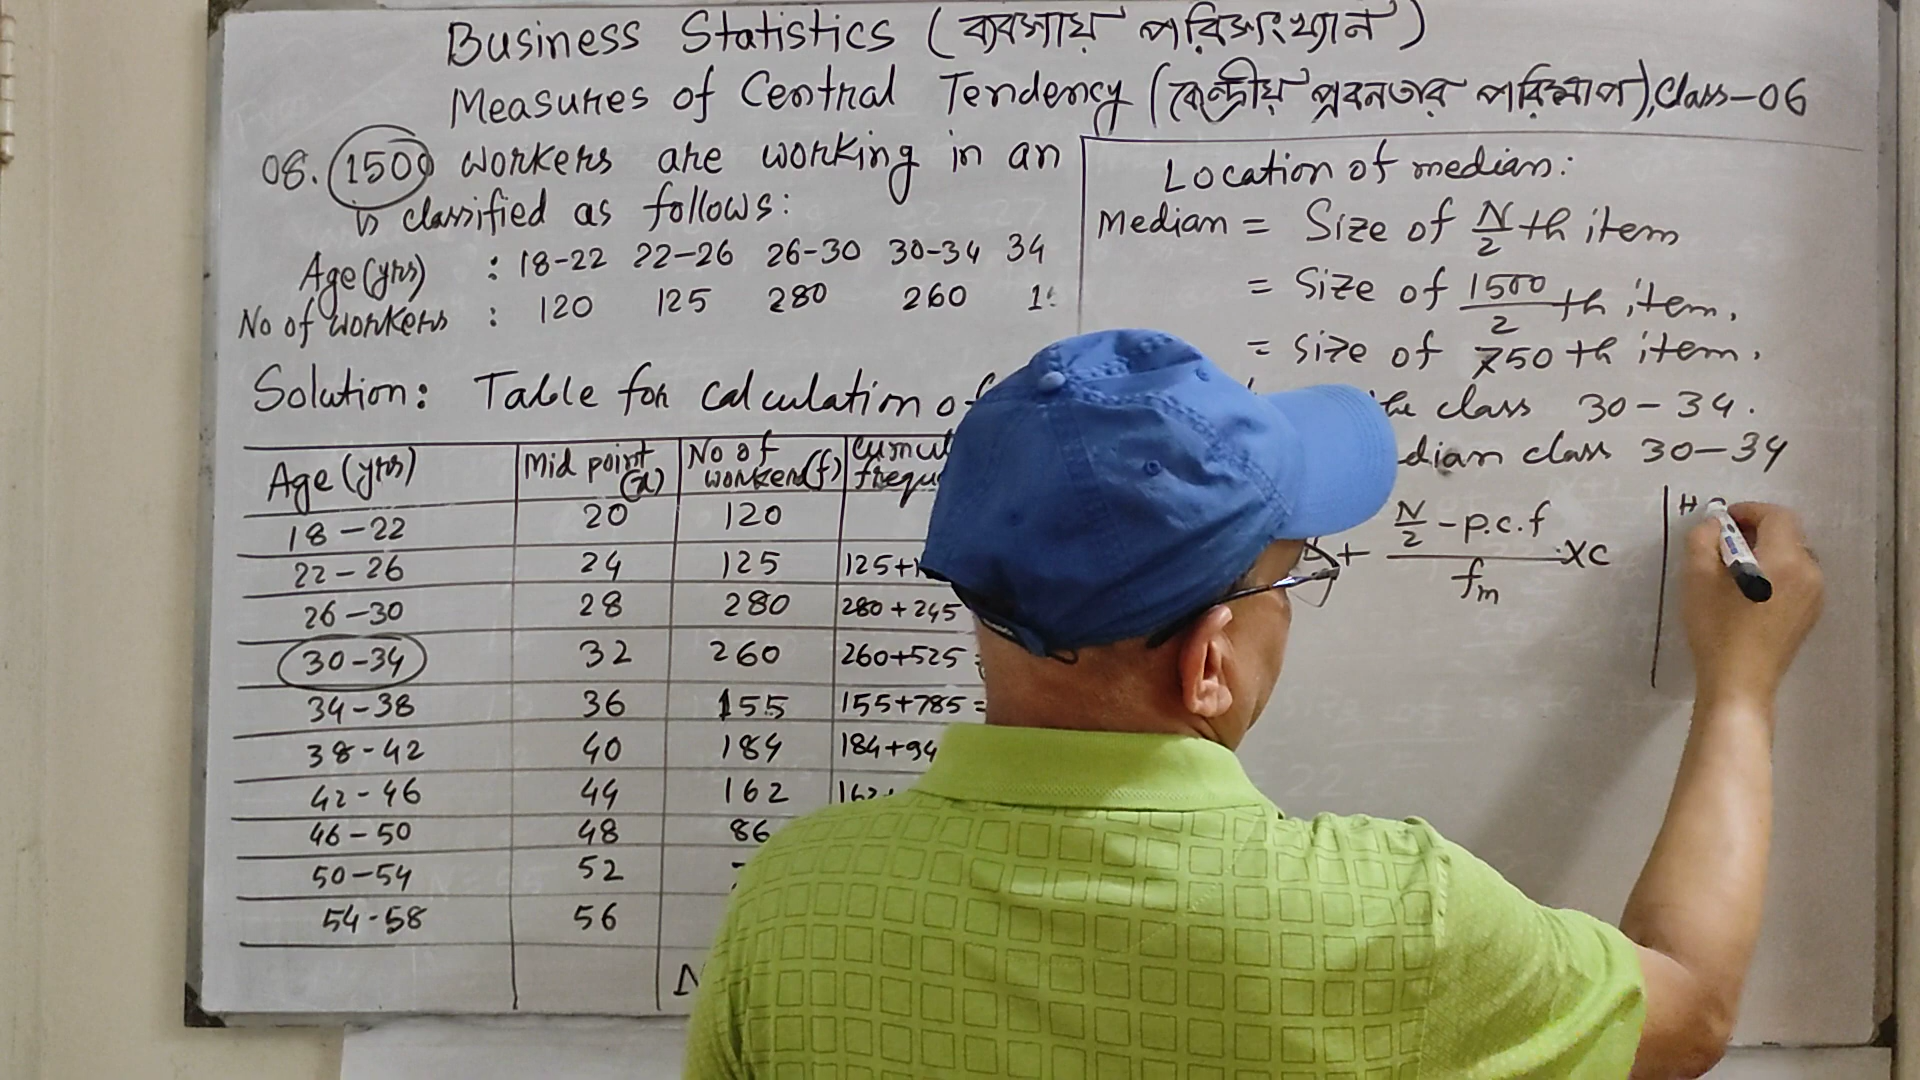 Business Statistics (ব্যবসায় পরিসংখ্যান)
Measures of Central Tendency (কেন্দ্রীয় প্রবনতার পরিমাপ), Class-06
08. 1500 workers are working in an
is classified as follows:
Age (yrs) : 18-22 22-26 26-30 30-34 34
No of workers : 120 125 280 260
Solution: Table for calculation of
Age (yrs) Mid point (x) No of worker (f)
18-22 20 120
22-26 24 125 125+
26-30 28 280 280+245
30-34 32 260 260+525 =
34-38 36 155 155+785 =
38-42 40 184 184+94
42-46 44 162 162+
46-50 48 86
50-54 52
54-58 56
N
Location of median:
Median = Size of N/2 th item
= Size of 1500/2 th item.
= size of 750 th item.
class 30-34.
class 30-34
+ N/2 - p.c.f / fm × c